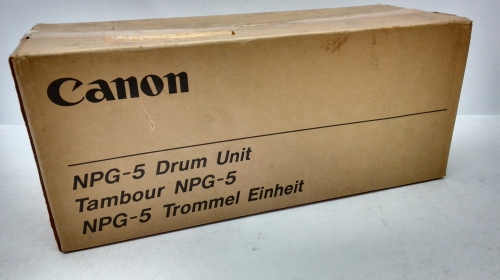 Canon
NPG-5 Drum Unit
Tambour NPG-5
NPG-5 Trommel Einheit